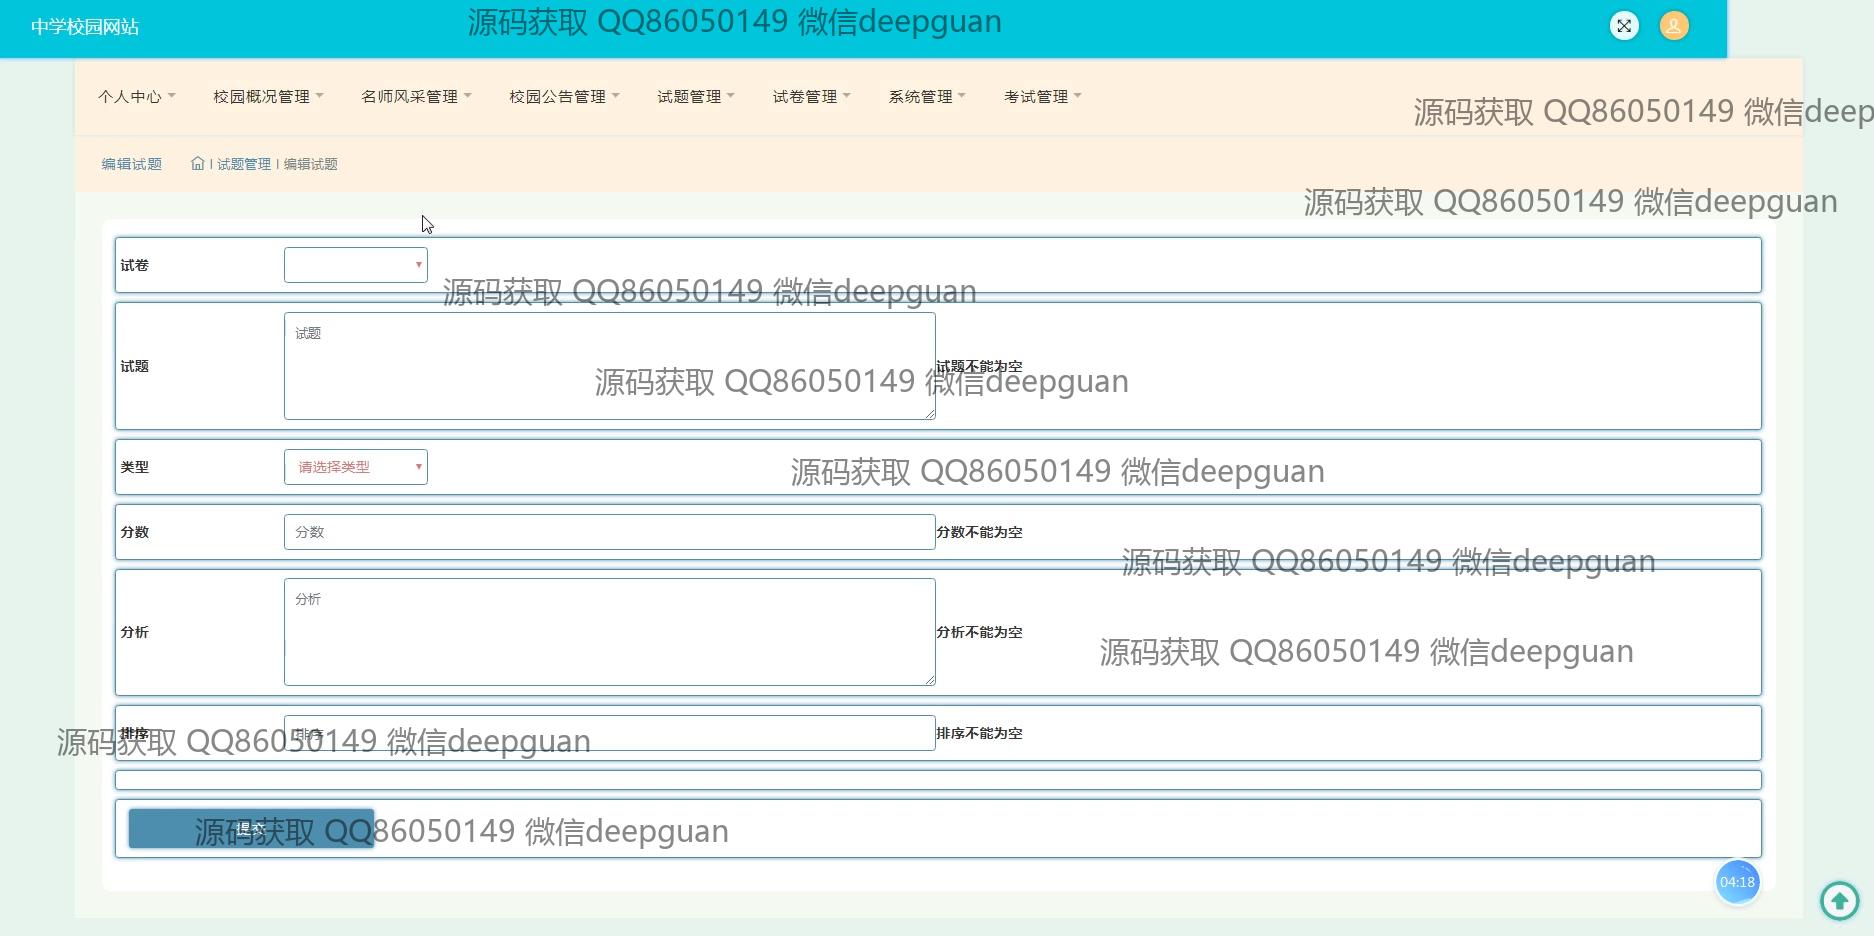 中学校园网站
源码获取 QQ86050149 微信deepguan
个人中心 校园概况管理 名师风采管理 校园公告管理 试题管理 试卷管理 系统管理 考试管理
源码获取 QQ86050149 微信deep
编辑试题 试题管理 编辑试题
源码获取 QQ86050149 微信deepguan
试卷
源码获取 QQ86050149 微信deepguan
试题
试题 试题不能为空
源码获取 QQ86050149 微信deepguan
类型 请选择类型
源码获取 QQ86050149 微信deepguan
分数 分数 分数不能为空
源码获取 QQ86050149 微信deepguan
分析
分析 分析不能为空
源码获取 QQ86050149 微信deepguan
排序 排序 排序不能为空
源码获取 QQ86050149 微信deepguan
提交
源码获取 QQ86050149 微信deepguan
04:18